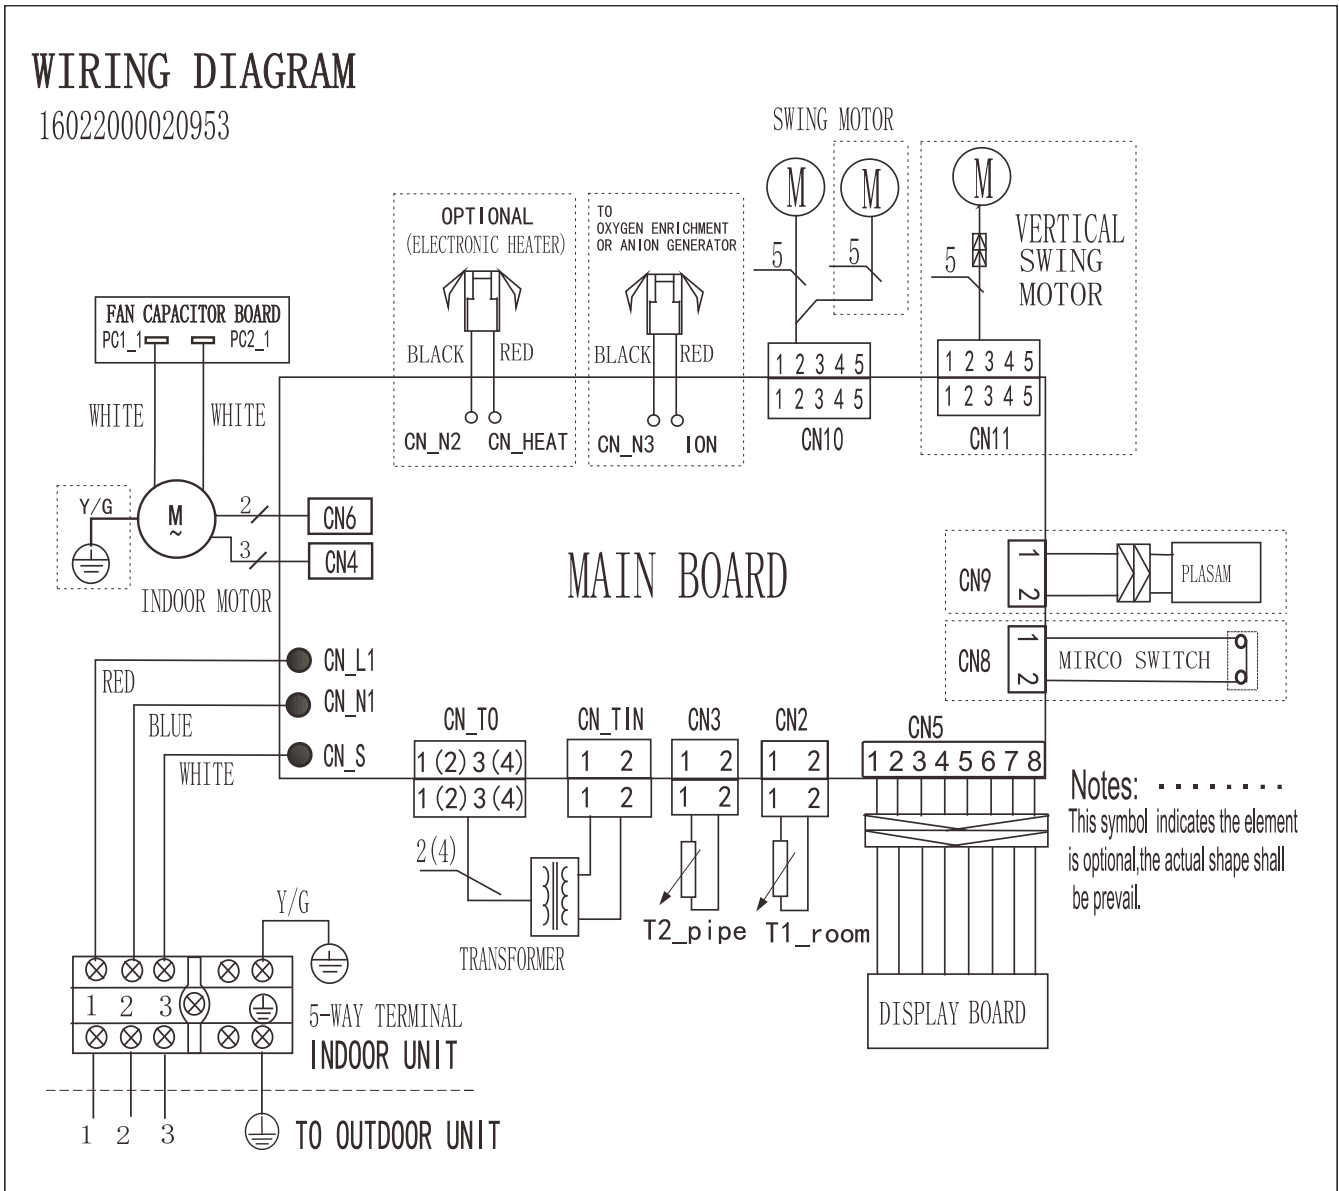 WIRING DIAGRAM
16022000020953
SWING MOTOR
M
M
M
VERTICAL
SWING
MOTOR
5
5
5
OPTIONAL
(ELECTRONIC HEATER)
BLACK
RED
CN_N2
CN_HEAT
TO
OXYGEN ENRICHMENT
OR ANION GENERATOR
BLACK
RED
CN_N3
ION
1 2 3 4 5
1 2 3 4 5
CN10
1 2 3 4 5
1 2 3 4 5
CN11
FAN CAPACITOR BOARD
PC1_1
PC2_1
WHITE
WHITE
Y/G
M
~
2
3
CN6
CN4
INDOOR MOTOR
MAIN BOARD
CN9
1
2
PLASAM
CN8
1
2
MIRCO SWITCH
CN_L1
RED
CN_N1
BLUE
CN_S
WHITE
CN_TO
1(2)3(4)
1(2)3(4)
2(4)
CN_TIN
1 2
1 2
TRANSFORMER
CN3
1 2
1 2
T2_pipe
CN2
1 2
1 2
T1_room
CN5
1 2 3 4 5 6 7 8
DISPLAY BOARD
Notes: ........
This symbol indicates the element
is optional,the actual shape shall
be prevail.
Y/G
1 2 3
5-WAY TERMINAL
INDOOR UNIT
1 2 3
TO OUTDOOR UNIT